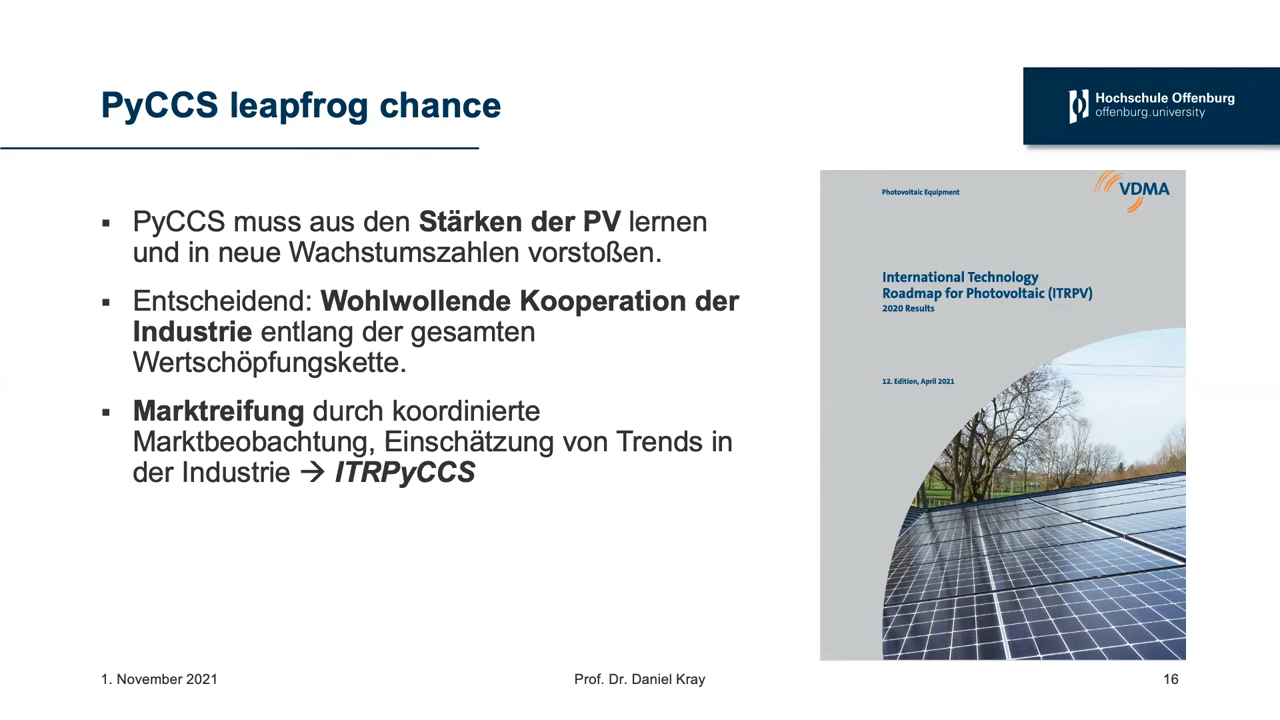 PyCCS leapfrog chance
Hochschule Offenburg
offenburg.university
▪ PyCCS muss aus den Stärken der PV lernen
und in neue Wachstumszahlen vorstoßen.
▪ Entscheidend: Wohlwollende Kooperation der
Industrie entlang der gesamten
Wertschöpfungskette.
▪ Marktreifung durch koordinierte
Marktbeobachtung, Einschätzung von Trends in
der Industrie → ITRPyCCS
Photovoltaic Equipment
VDMA
International Technology
Roadmap for Photovoltaic (ITRPV)
2020 Results
12. Edition, April 2021
1. November 2021
Prof. Dr. Daniel Kray
16